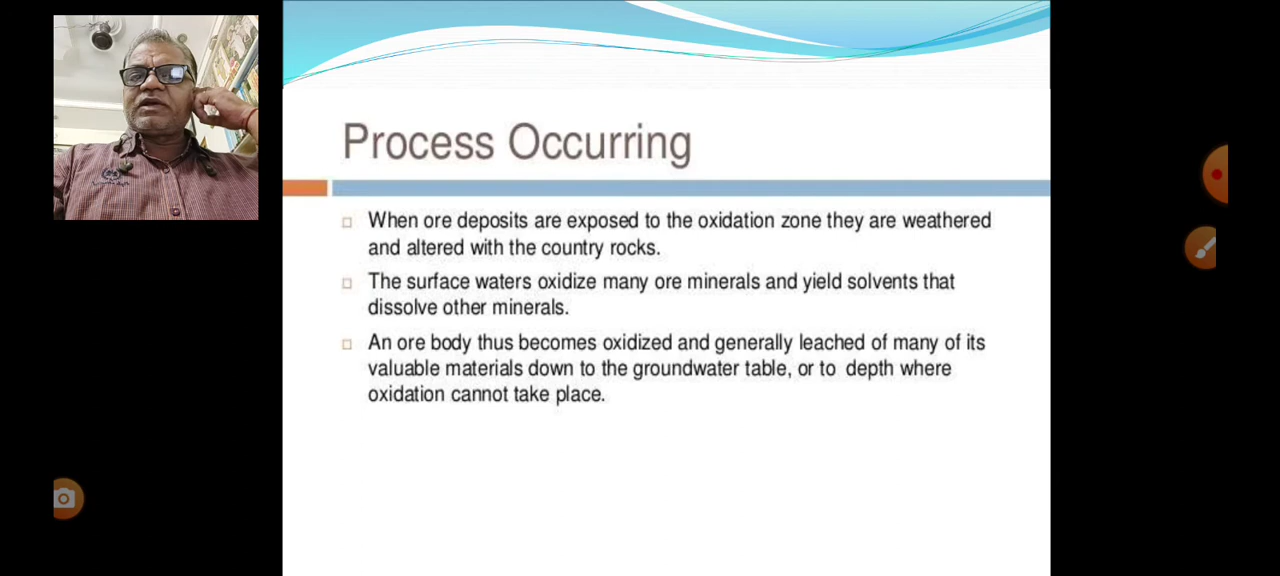 Process Occurring
When ore deposits are exposed to the oxidation zone they are weathered
and altered with the country rocks.
The surface waters oxidize many ore minerals and yield solvents that
dissolve other minerals.
An ore body thus becomes oxidized and generally leached of many of its
valuable materials down to the groundwater table, or to depth where
oxidation cannot take place.